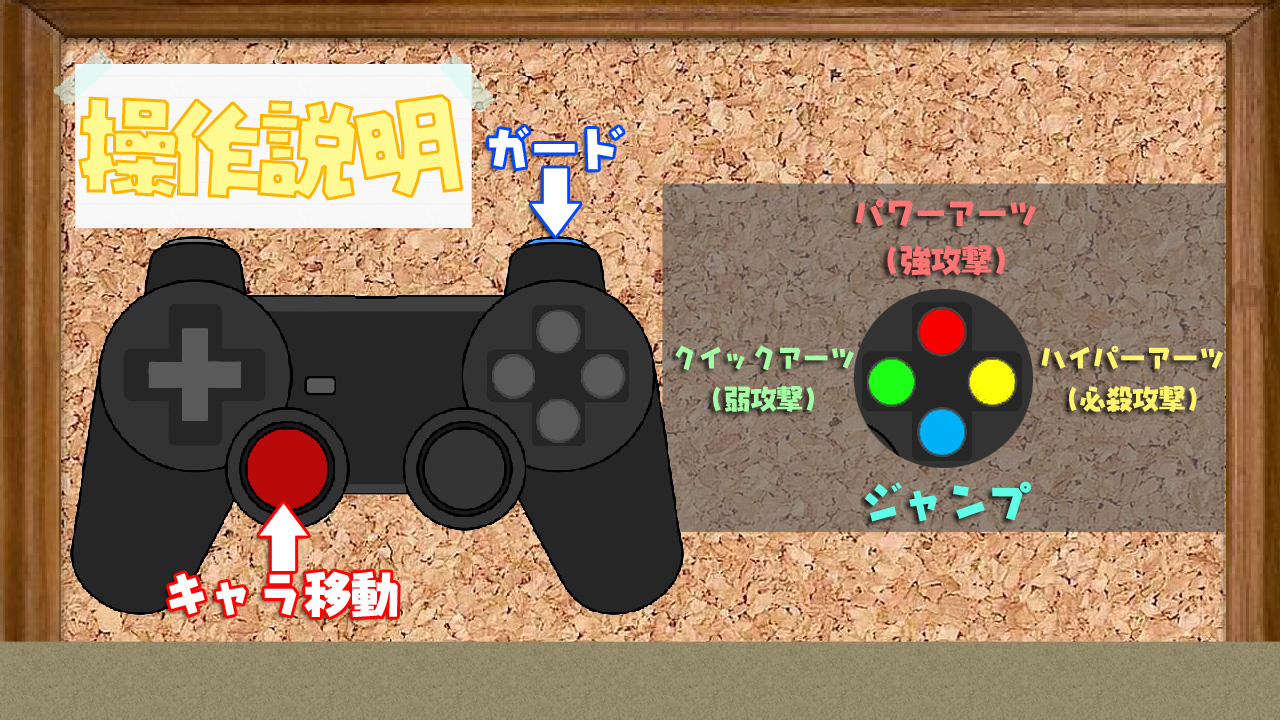 操作説明
ガード
パワーアーツ
(強攻撃)
クイックアーツ
(弱攻撃)
ハイパーアーツ
(必殺攻撃)
ジャンプ
キャラ移動